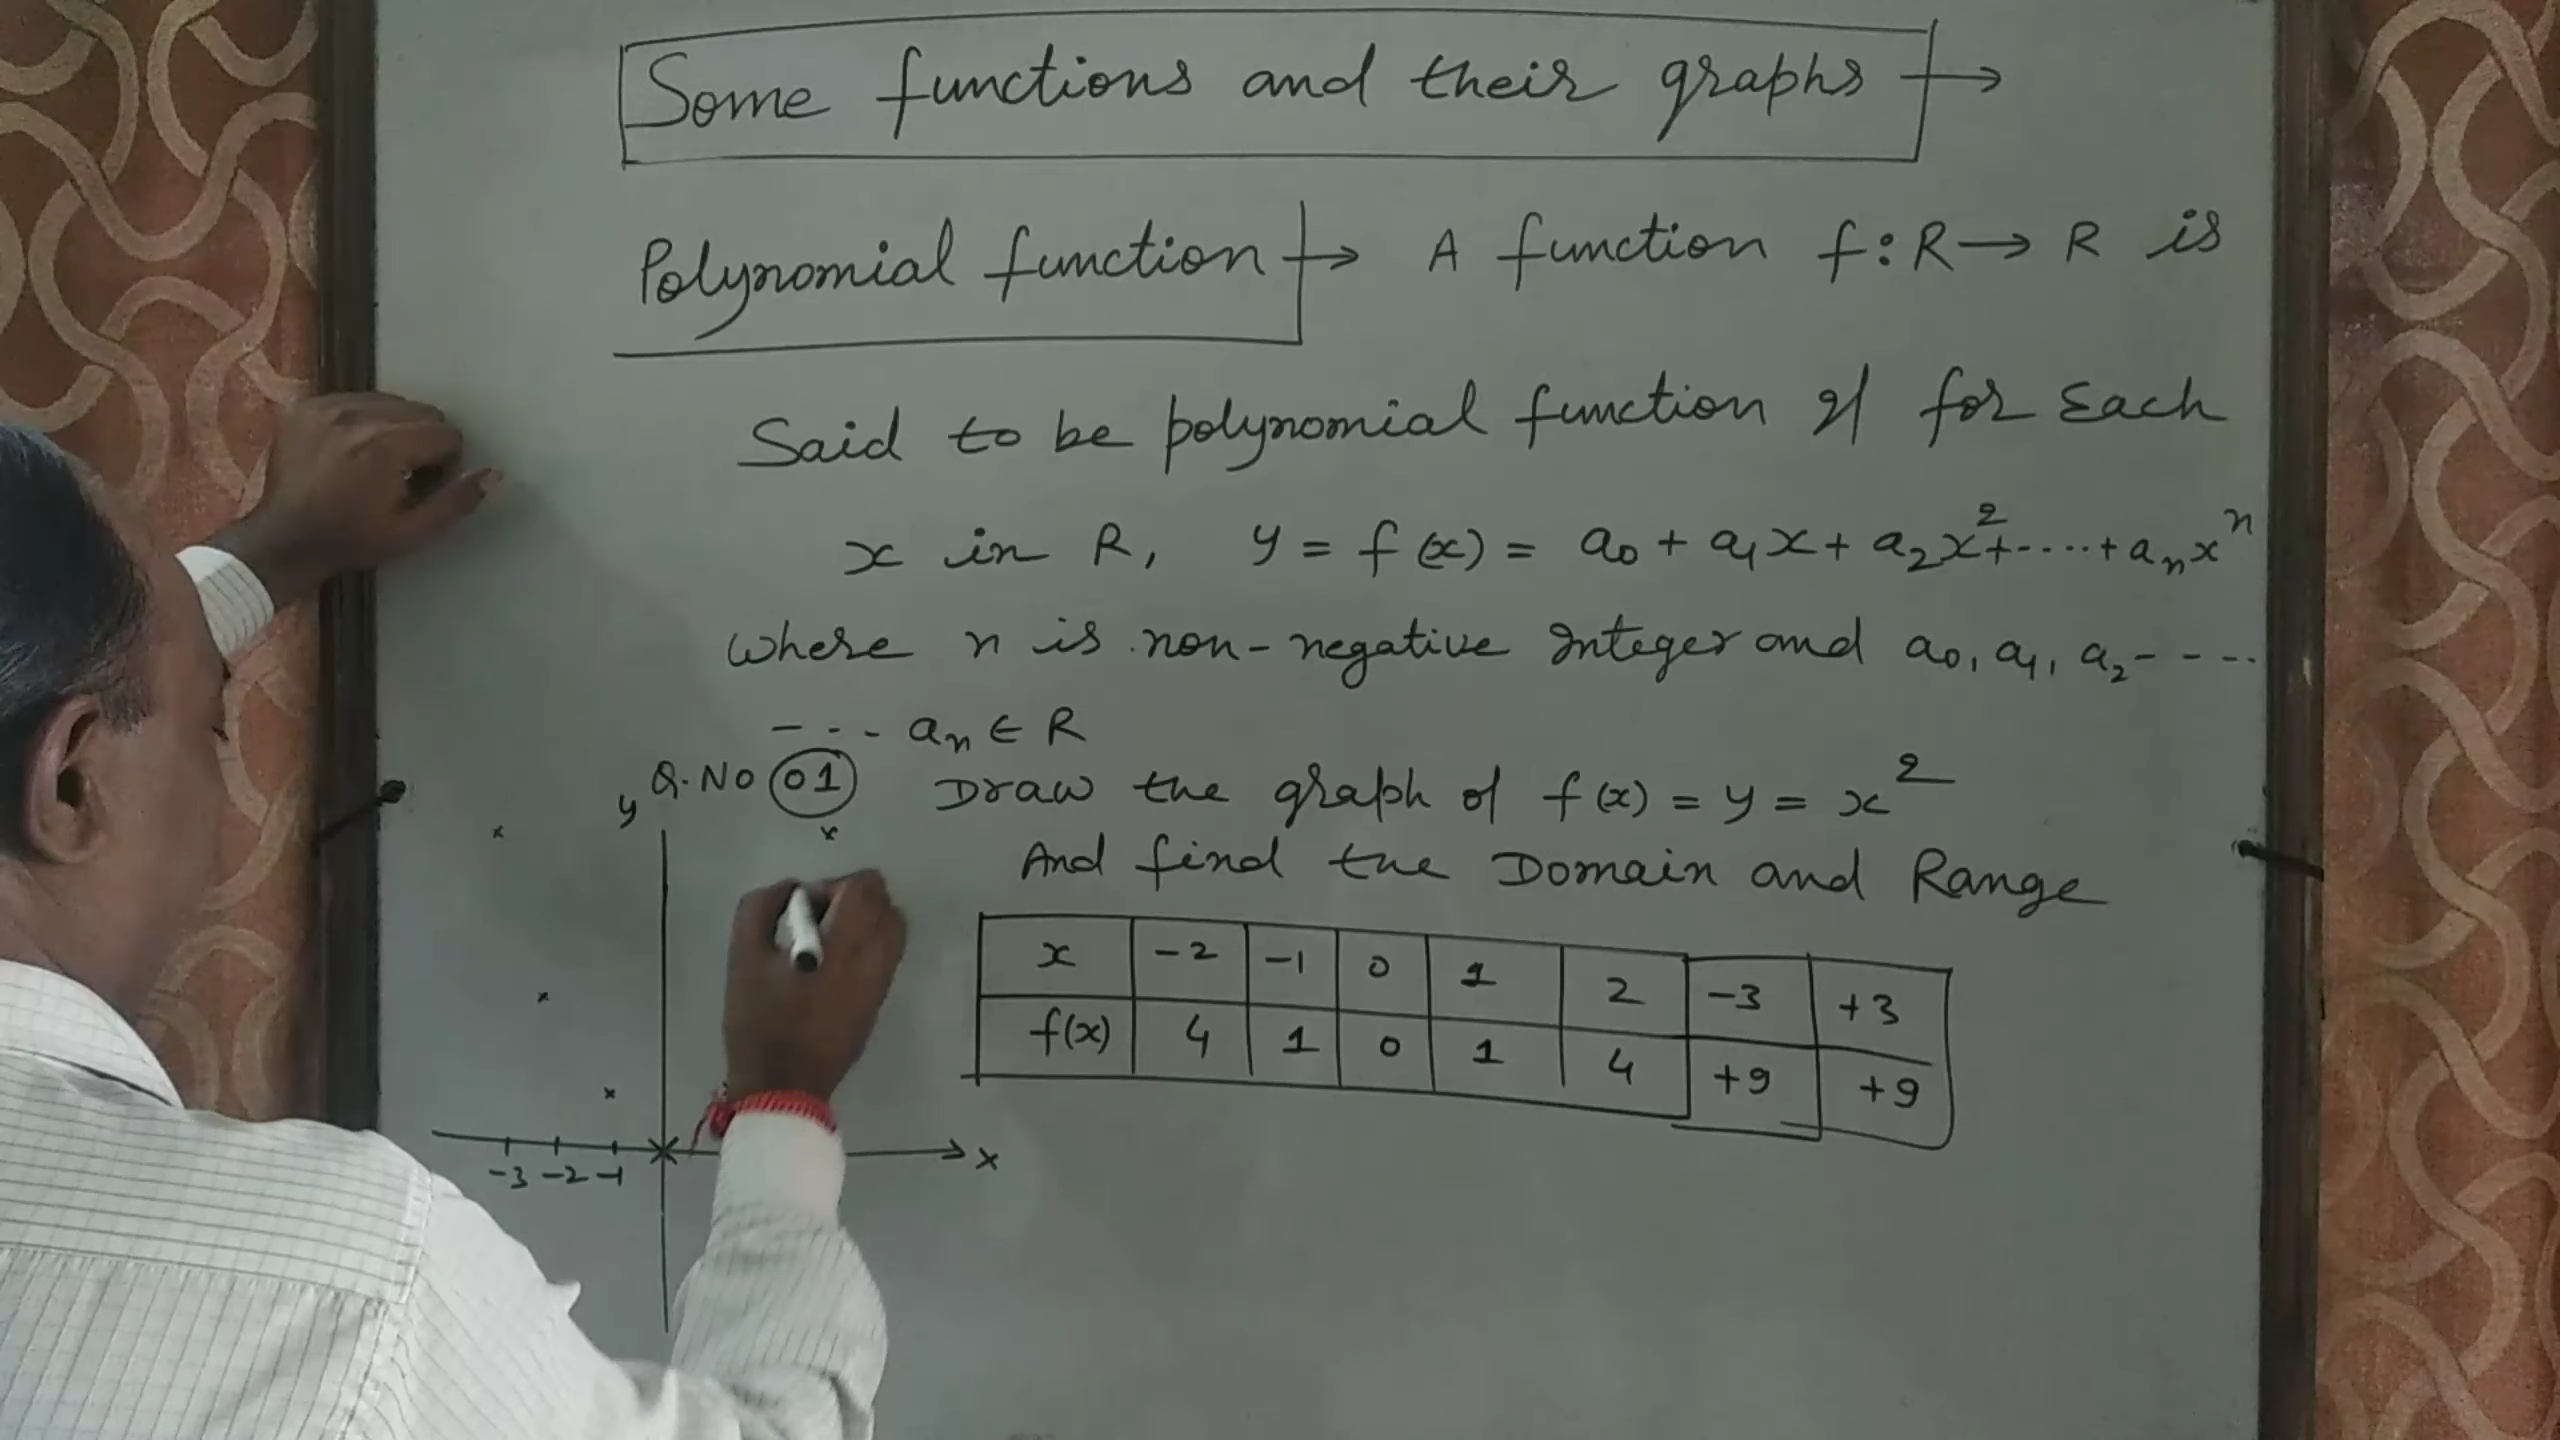 Some functions and their graphs →
Polynomial function → A function f: R → R is
Said to be polynomial function if for Each
x in R, y = f(x) = a₀ + a₁x + a₂x² + ---- + aₙxⁿ
where n is non-negative Integer and a₀, a₁, a₂ ----
--- aₙ ∈ R
Q. No 01 Draw the graph of f(x) = y = x²
And find the Domain and Range
x -2 -1 0 1 2 -3 +3
f(x) 4 1 0 1 4 +9 +9
y
-3 -2 -1 x